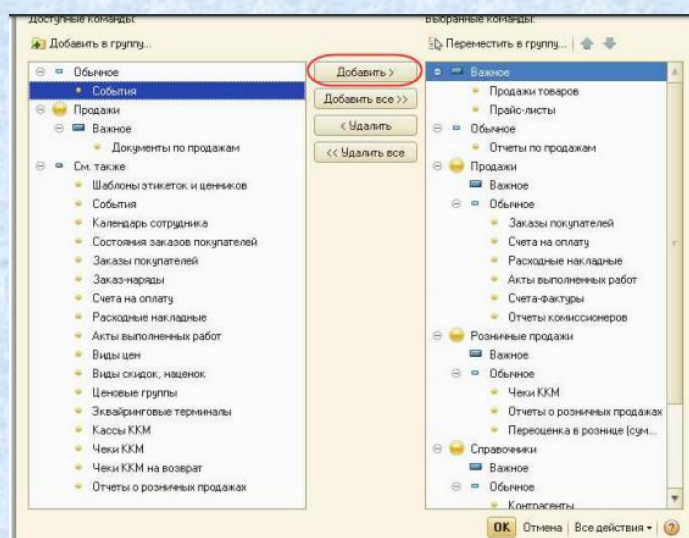 Доступные команды:
Добавить в группу...
Обычное
События
Продажи
Важное
Документы по продажам
См. также
Шаблоны этикеток и ценников
События
Календарь сотрудника
Состояния заказов покупателей
Заказы покупателей
Заказ-наряды
Счета на оплату
Расходные накладные
Акты выполненных работ
Виды цен
Виды скидок, наценок
Ценовые группы
Эквайринговые терминалы
Кассы ККМ
Чеки ККМ
Чеки ККМ на возврат
Отчеты о розничных продажах
Добавить >
Добавить все >>
< Удалить
<< Удалить все
Выбранные команды:
Переместить в группу...
Важное
Продажи товаров
Прайс-листы
Обычное
Отчеты по продажам
Продажи
Важное
Обычное
Заказы покупателей
Счета на оплату
Расходные накладные
Акты выполненных работ
Счета-фактуры
Отчеты комиссионеров
Розничные продажи
Важное
Обычное
Чеки ККМ
Отчеты о розничных продажах
Переоценка в рознице (сум...
Справочники
Важное
Обычное
Контрагенты
OK Отмена Все действия ?